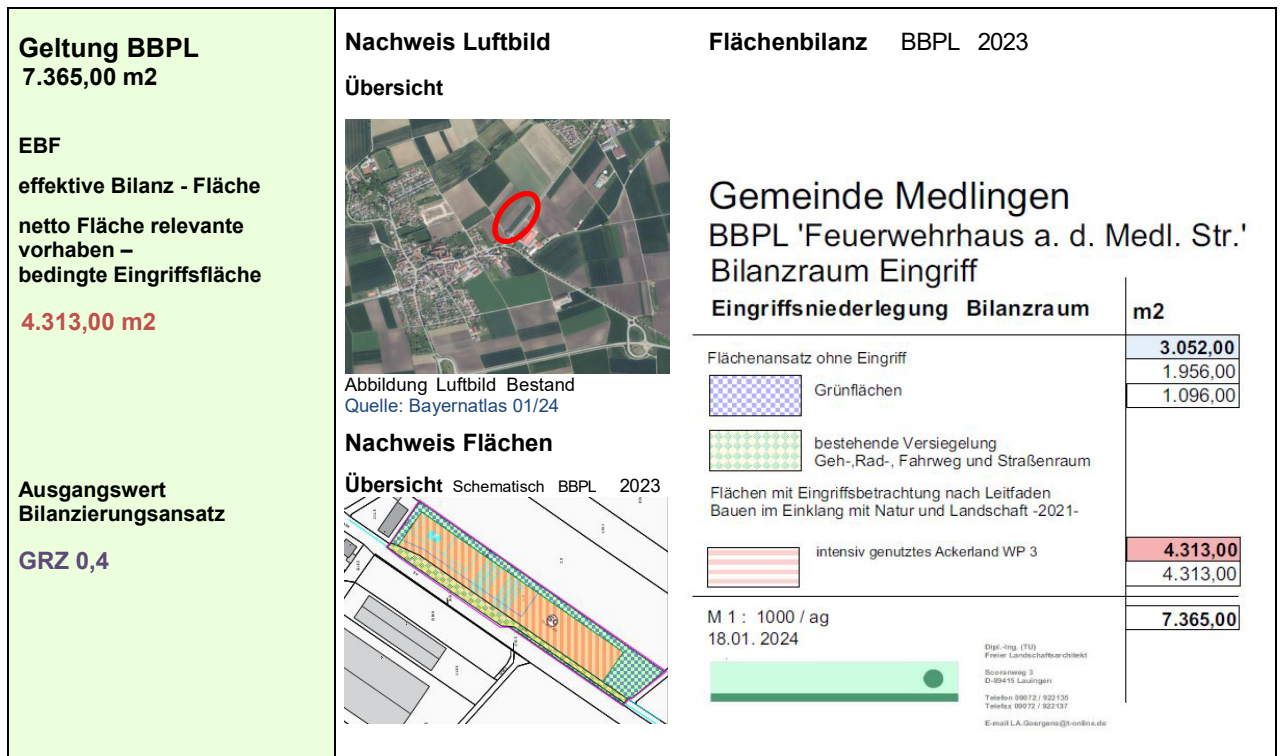 Geltung BBPL
7.365,00 m2
EBF
effektive Bilanz - Fläche
netto Fläche relevante
vorhaben –
bedingte Eingriffsfläche
4.313,00 m2
Ausgangswert
Bilanzierungsansatz
GRZ 0,4
Nachweis Luftbild
Übersicht
Abbildung Luftbild Bestand
Quelle: Bayernatlas 01/24
Nachweis Flächen
Übersicht Schematisch BBPL 2023
Flächenbilanz BBPL 2023
Gemeinde Medlingen
BBPL 'Feuerwehrhaus a. d. Medl. Str.'
Bilanzraum Eingriff
Eingriffsniederlegung Bilanzraum m2
3.052,00
Flächenansatz ohne Eingriff
1.956,00
Grünflächen
1.096,00
bestehende Versiegelung
Geh-,Rad-, Fahrweg und Straßenraum
Flächen mit Eingriffsbetrachtung nach Leitfaden
Bauen im Einklang mit Natur und Landschaft -2021-
intensiv genutztes Ackerland WP 3 4.313,00
4.313,00
M 1 : 1000 / ag 7.365,00
18.01. 2024
Dipl.-Ing. (TU)
Freier Landschaftsarchitekt
Scoranweg 3
D-89415 Lauingen
Telefon 09072 / 922135
Telefax 09072 / 922137
E-mail L.A.Goergens@t-online.de